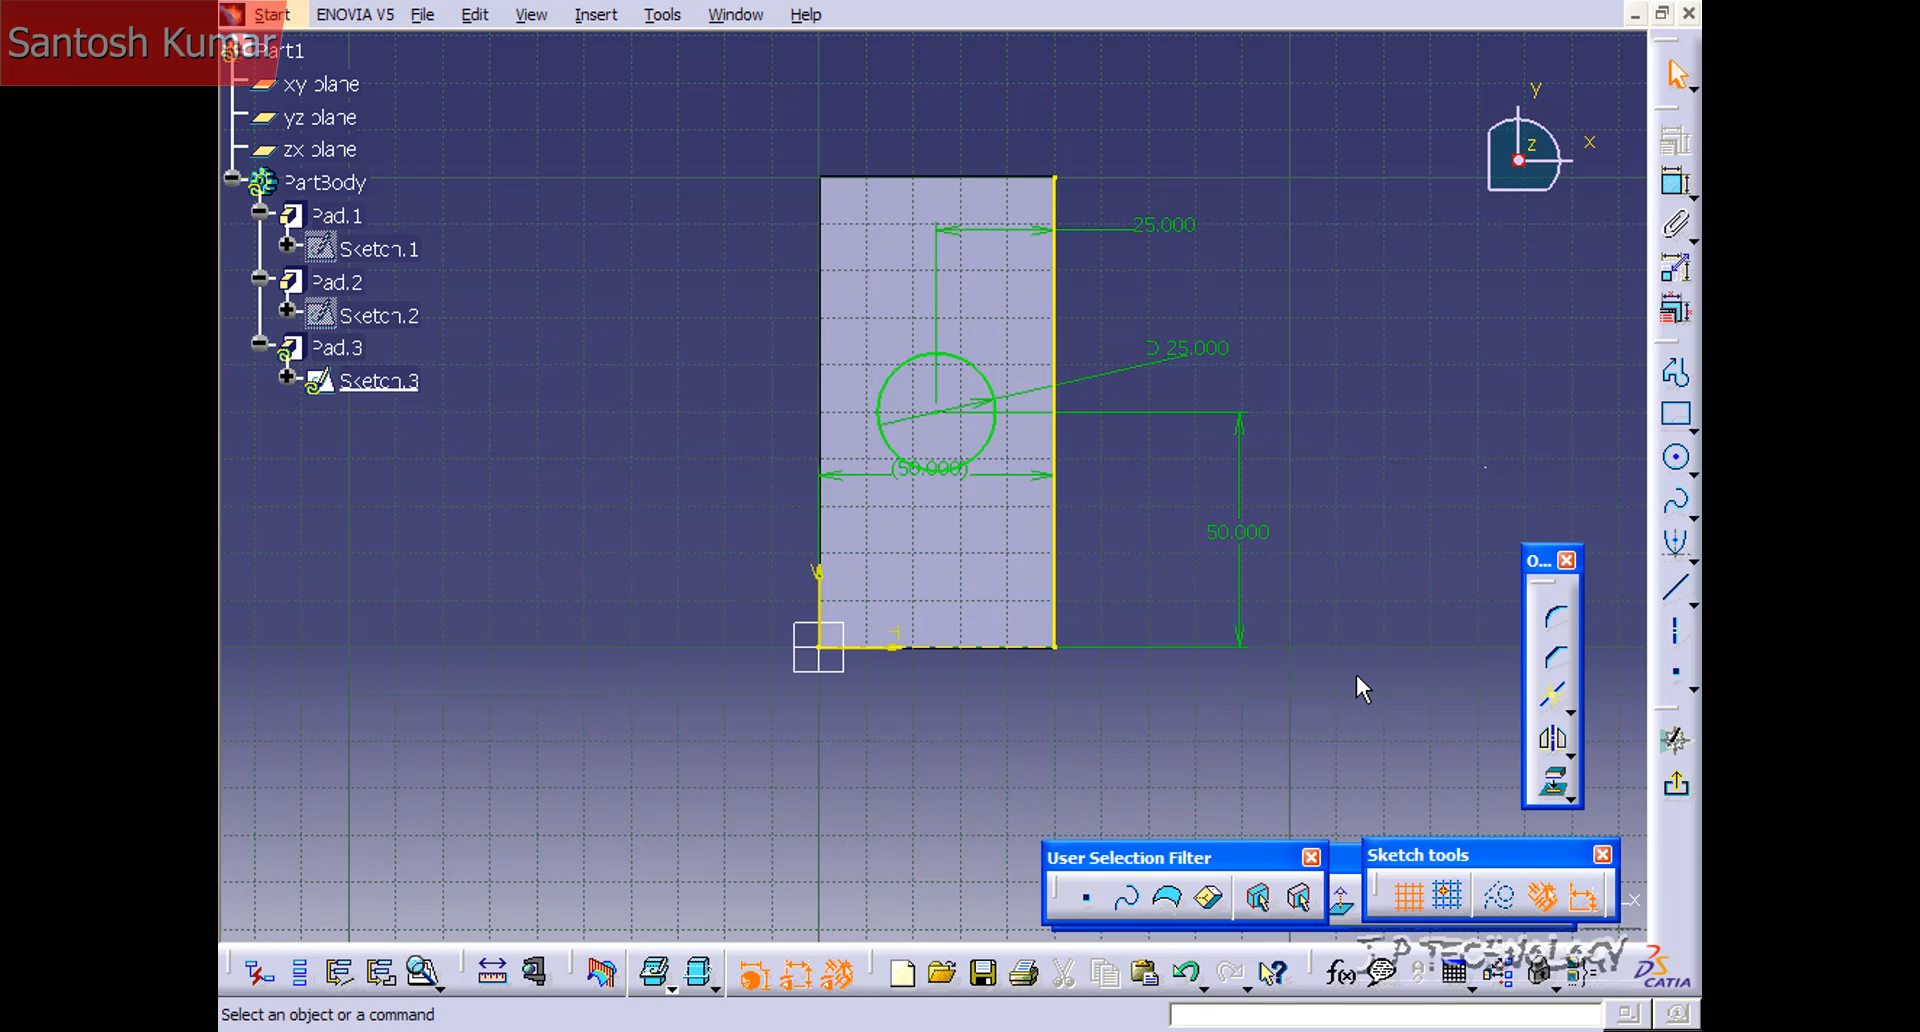 Santosh Kumar
Start ENOVIA V5 File Edit View Insert Tools Window Help
Part1
xy plane
yz plane
zx plane
PartBody
Pad.1
Sketch.1
Pad.2
Sketch.2
Pad.3
Sketch.3
y
x
z
25.000
D 25.000
(50.000)
50.000
V
H
O...
User Selection Filter
Sketch tools
x
TECHNOLOGY
CATIA
f(x)
Select an object or a command